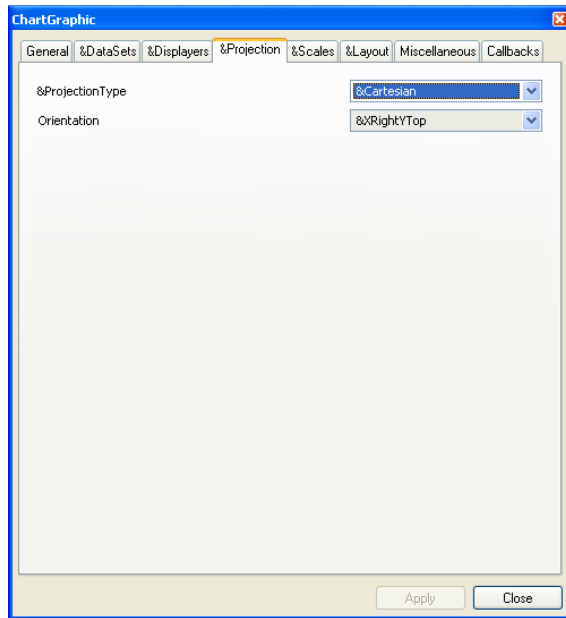 ChartGraphic
General &DataSets &Displayers &Projection &Scales &Layout Miscellaneous Callbacks
&ProjectionType &Cartesian
Orientation &XRightYTop
Apply Close